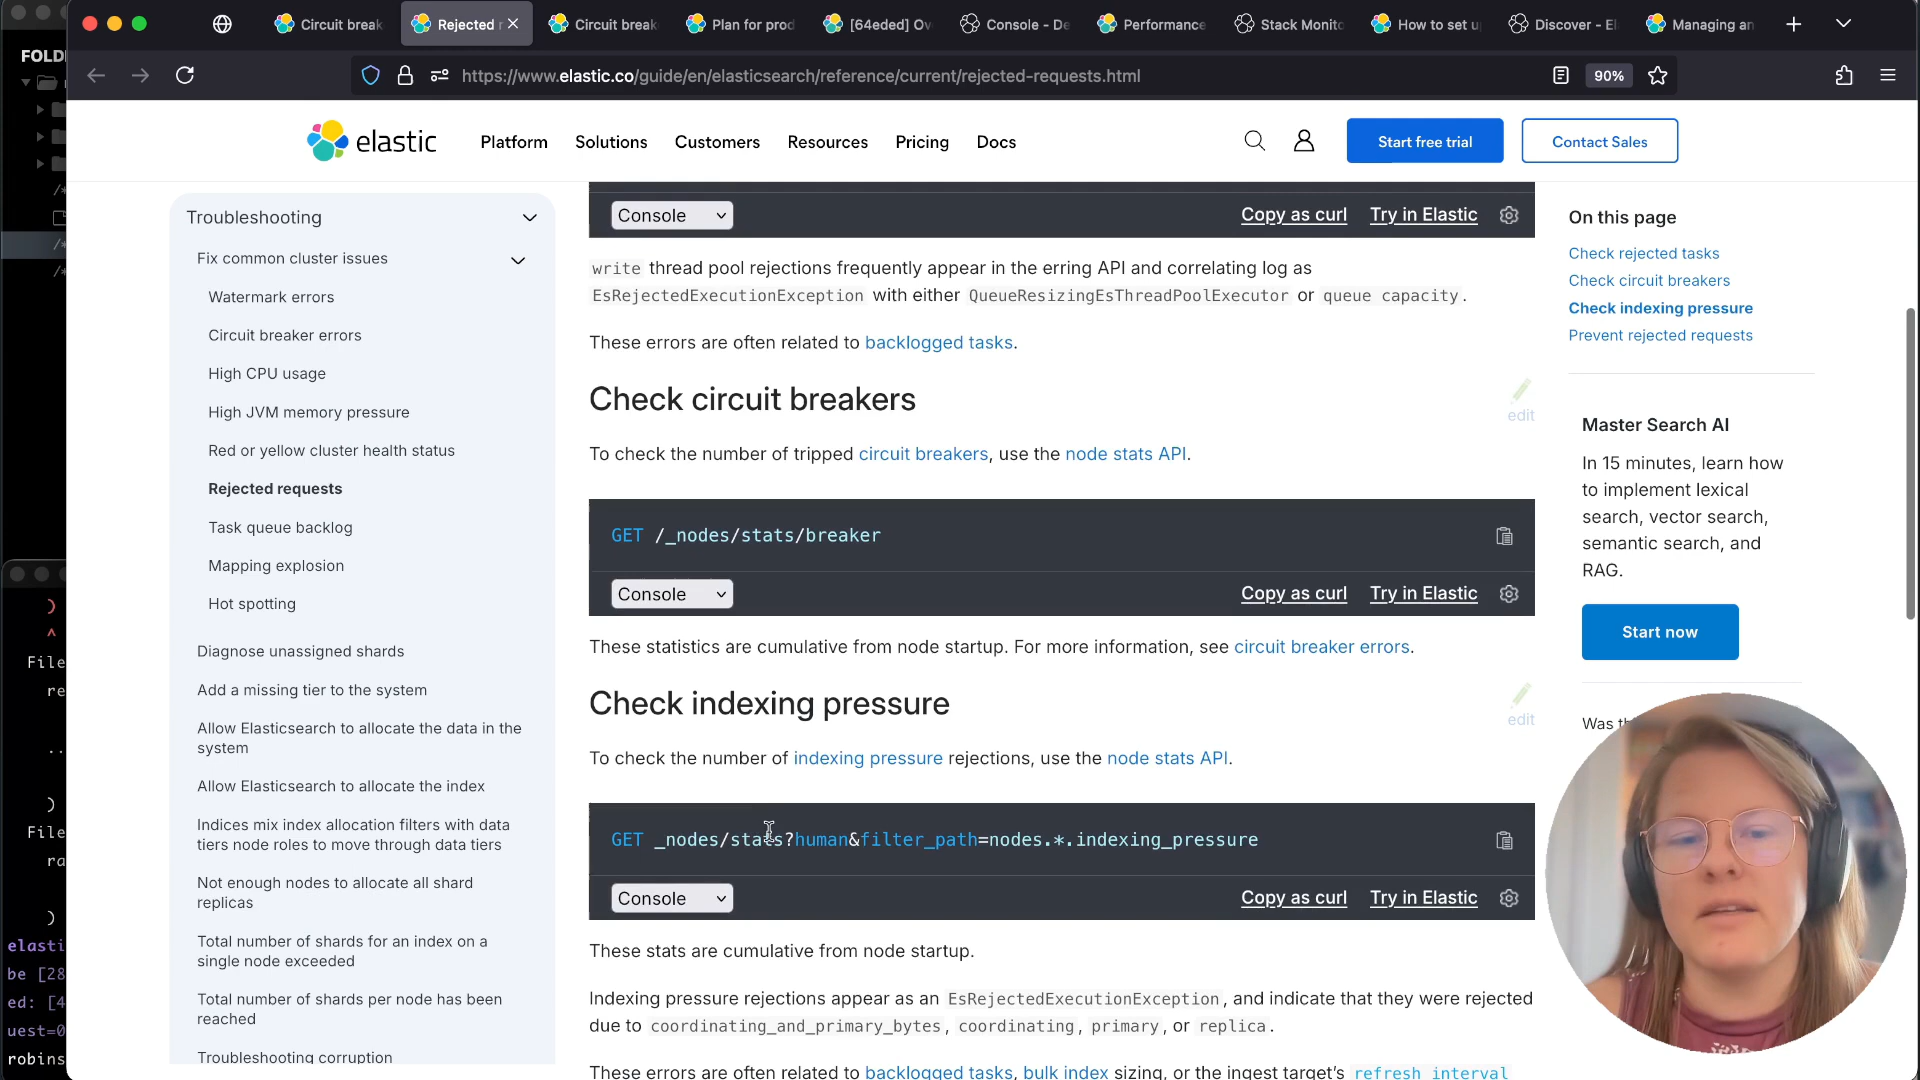 FOLD
Circuit break
Rejected r
Circuit break
Plan for prod
[64eded] Ov
Console - De
Performance
Stack Monito
How to set u
Discover - El
Managing an
https://www.elastic.co/guide/en/elasticsearch/reference/current/rejected-requests.html
90%
elastic
Platform
Solutions
Customers
Resources
Pricing
Docs
Start free trial
Contact Sales
Troubleshooting
Fix common cluster issues
Watermark errors
Circuit breaker errors
High CPU usage
High JVM memory pressure
Red or yellow cluster health status
Rejected requests
Task queue backlog
Mapping explosion
Hot spotting
Diagnose unassigned shards
Add a missing tier to the system
Allow Elasticsearch to allocate the data in the
system
Allow Elasticsearch to allocate the index
Indices mix index allocation filters with data
tiers node roles to move through data tiers
Not enough nodes to allocate all shard
replicas
Total number of shards for an index on a
single node exceeded
Total number of shards per node has been
reached
Troubleshooting corruption
Console
Copy as curl
Try in Elastic
write thread pool rejections frequently appear in the erring API and correlating log as
EsRejectedExecutionException with either QueueResizingEsThreadPoolExecutor or queue capacity.
These errors are often related to backlogged tasks.
Check circuit breakers
edit
To check the number of tripped circuit breakers, use the node stats API.
GET /_nodes/stats/breaker
Console
Copy as curl
Try in Elastic
These statistics are cumulative from node startup. For more information, see circuit breaker errors.
Check indexing pressure
edit
To check the number of indexing pressure rejections, use the node stats API.
GET _nodes/stats?human&filter_path=nodes.*.indexing_pressure
Console
Copy as curl
Try in Elastic
These stats are cumulative from node startup.
Indexing pressure rejections appear as an EsRejectedExecutionException, and indicate that they were rejected
due to coordinating_and_primary_bytes, coordinating, primary, or replica.
These errors are often related to backlogged tasks, bulk index sizing, or the ingest target's refresh interval
On this page
Check rejected tasks
Check circuit breakers
Check indexing pressure
Prevent rejected requests
Master Search AI
In 15 minutes, learn how
to implement lexical
search, vector search,
semantic search, and
RAG.
Start now
Was th
/*
/*
/*
)
^
File
re
..
)
File
ra
)
elasti
be [28
ed: [4
uest=0
robins